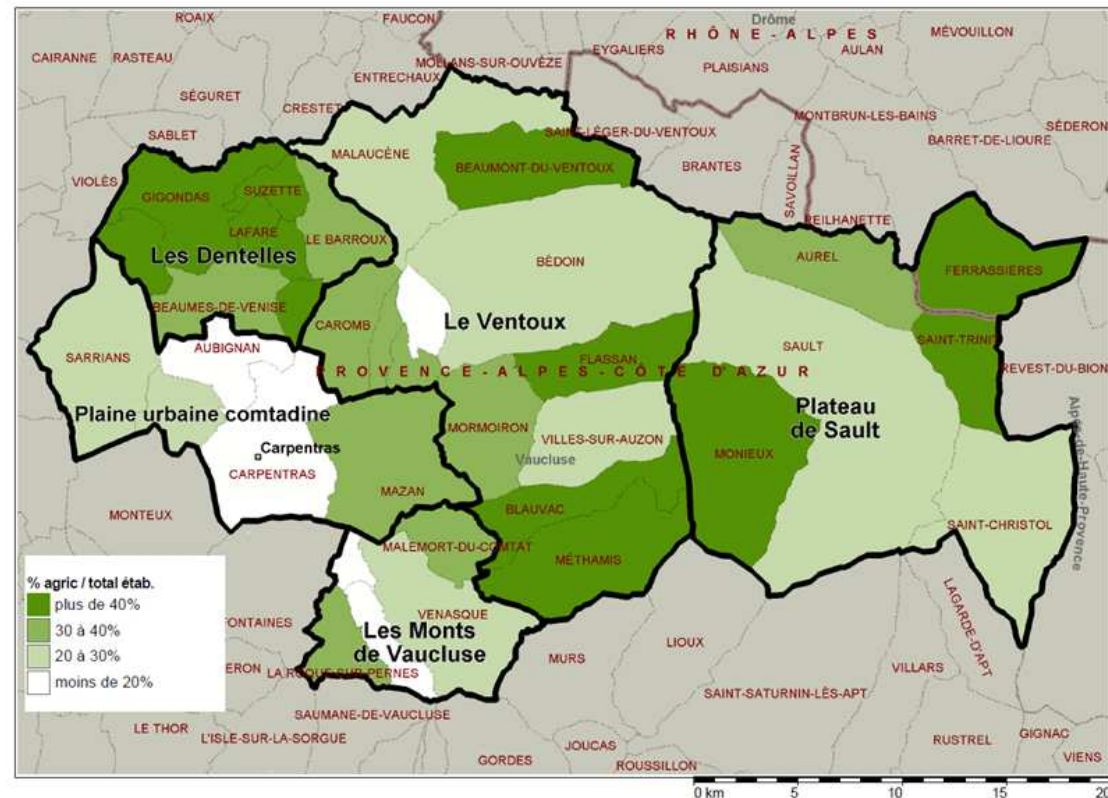 ROAIX
FAUCON
Drôme
RHÔNE-ALPES
MÉVOUILLON
CAIRANNE
RASTEAU
MOLLANS-SUR-OUVÈZE
EYGALIERS
AULAN
ENTRECHAUX
PLAISIANS
SÉGURET
CRESTET
MONTBRUN-LES-BAINS
SÉDERON
SABLET
SAINT-LÉGER-DU-VENTOUX
BARRET-DE-LIOURE
MALAUCÈNE
BEAUMONT-DU-VENTOUX
BRANTES
SAVOILLAN
VIOLÈS
GIGONDAS
SUZETTE
REILHANETTE
LAFARE
LE BARROUX
Les Dentelles
BÉDOIN
AUREL
FERRASSIÈRES
BEAUMES-DE-VENISE
CAROMB
Le Ventoux
SARRIANS
AUBIGNAN
FLASSAN
SAULT
SAINT-TRINIT
PROVENCE-ALPES-CÔTE D'AZUR
REVEST-DU-BION
Plaine urbaine comtadine
MORMOIRON
VILLES-SUR-AUZON
Plateau
de Sault
Carpentras
Vaucluse
MONIEUX
CARPENTRAS
MAZAN
Alpes-de-Haute-Provence
MONTEUX
BLAUVAC
SAINT-CHRISTOL
MALEMORT-DU-COMTAT
MÉTHAMIS
% agric / total étab.
plus de 40%
30 à 40%
20 à 30%
moins de 20%
VENASQUE
LAGARDE-D'APT
FONTAINES
Les Monts
de Vaucluse
LIOUX
MURS
VILLARS
ERON
LA ROQUE-SUR-PERNES
SAINT-SATURNIN-LÈS-APT
LE THOR
SAUMANE-DE-VAUCLUSE
L'ISLE-SUR-LA-SORGUE
GORDES
JOUCAS
ROUSSILLON
RUSTREL
GIGNAC
VIENS
0 km 5 10 15 20